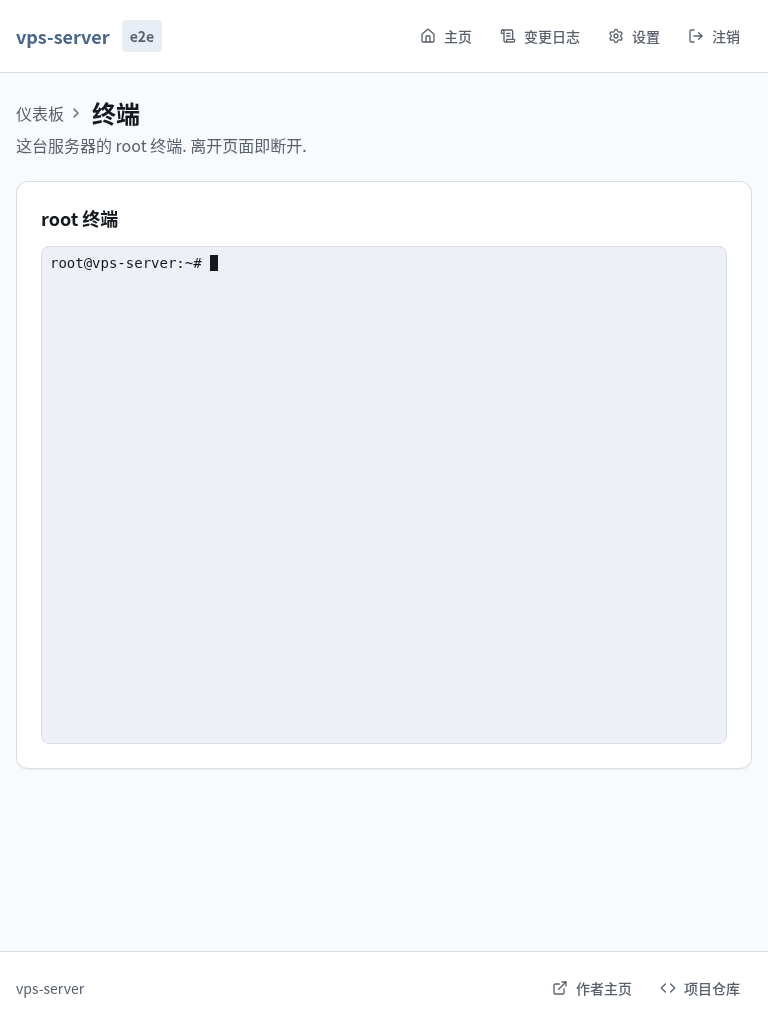 vps-server e2e 主页 变更日志 设置 注销
仪表板 终端
这台服务器的 root 终端. 离开页面即断开.
root 终端
root@vps-server:~#
vps-server 作者主页 项目仓库